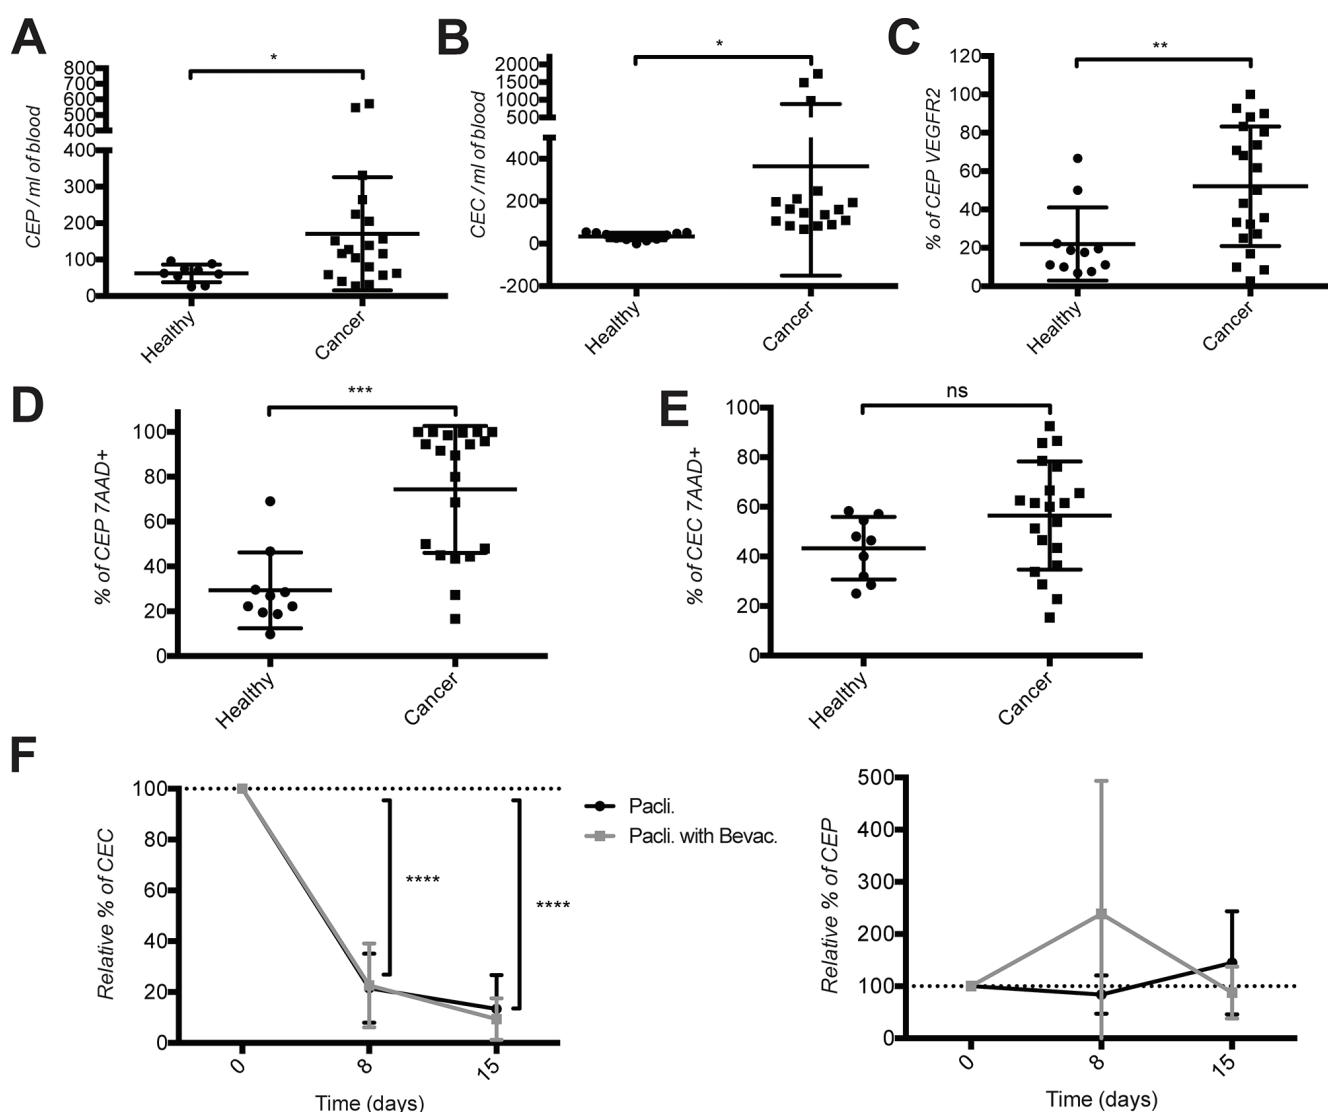 A
CEP / ml of blood
800
700
600
500
400
400
300
200
100
0
*
Healthy
Cancer
B
CEC / ml of blood
2000
1500
1000
500
400
200
0
-200
*
Healthy
Cancer
C
% of CEP VEGFR2
120
100
80
60
40
20
0
**
Healthy
Cancer
D
% of CEP 7AAD+
100
80
60
40
20
0
***
Healthy
Cancer
E
% of CEC 7AAD+
100
80
60
40
20
0
ns
Healthy
Cancer
F
Relative % of CEC
100
80
60
40
20
0
****
****
0
8
15
Time (days)
Pacli.
Pacli. with Bevac.
Relative % of CEP
500
400
300
200
100
0
0
8
15
Time (days)